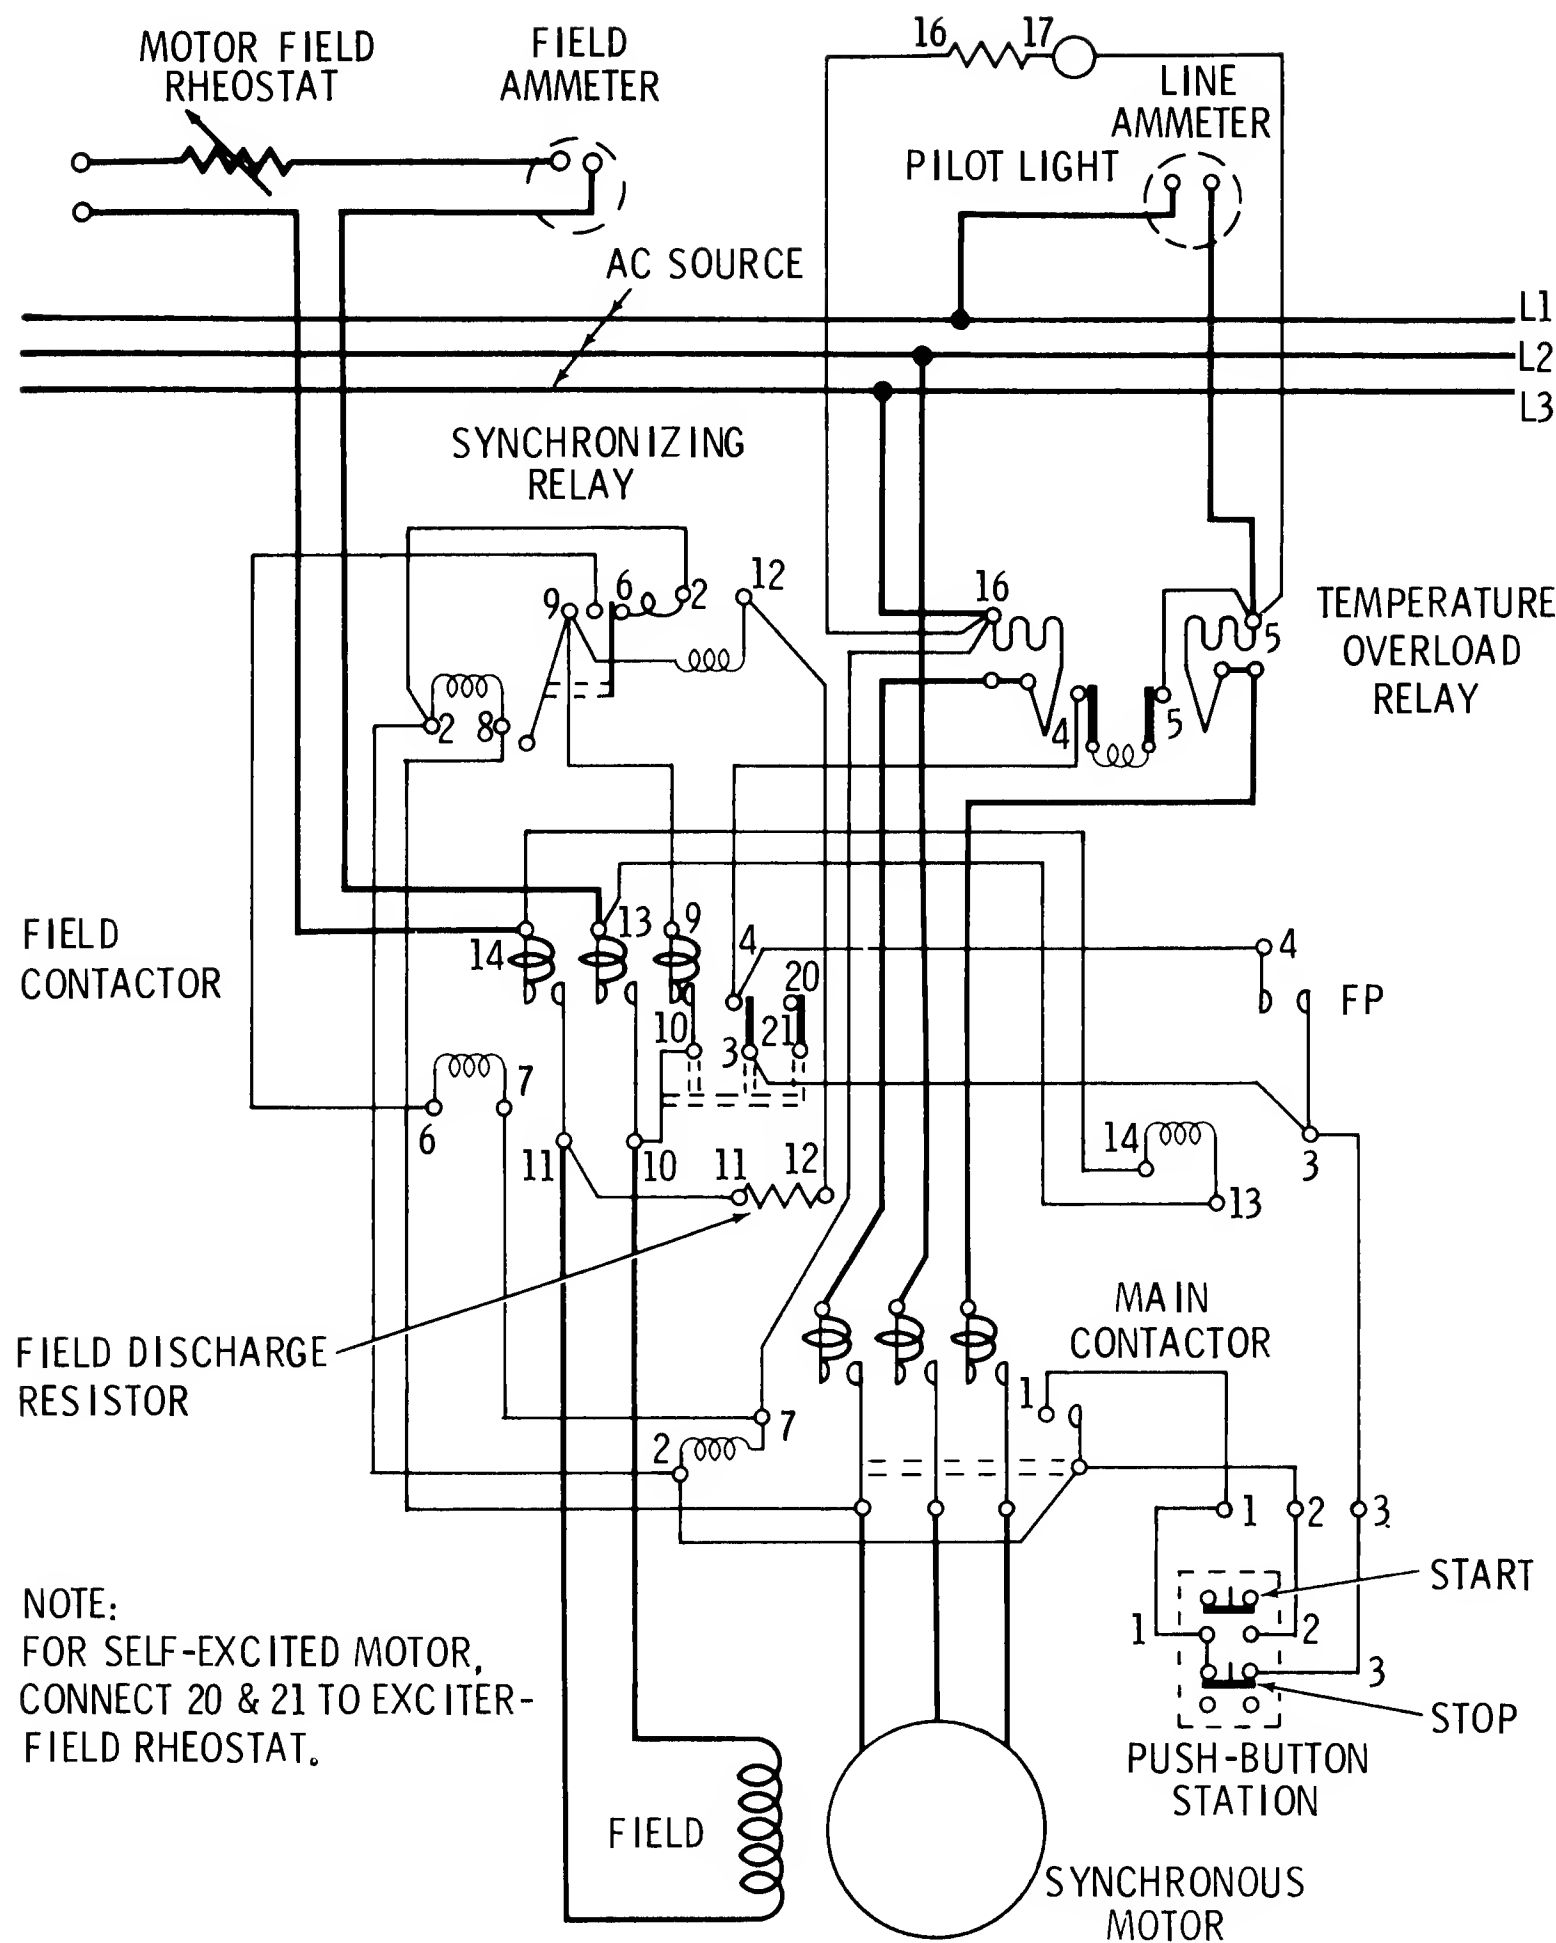 16
17
MOTOR FIELD
RHEOSTAT
FIELD
AMMETER
LINE
AMMETER
PILOT LIGHT
AC SOURCE
L1
L2
L3
SYNCHRONIZING
RELAY
9
6
2
12
16
TEMPERATURE
OVERLOAD
RELAY
5
2
8
4
5
FIELD
CONTACTOR
14
13
9
4
20
4
FP
10
3
21
6
7
11
10
11
12
14
13
3
FIELD DISCHARGE
RESISTOR
MAIN
CONTACTOR
1
2
7
1
2
3
START
1
2
3
STOP
PUSH-BUTTON
STATION
NOTE:
FOR SELF-EXCITED MOTOR,
CONNECT 20 & 21 TO EXCITER-
FIELD RHEOSTAT.
FIELD
SYNCHRONOUS
MOTOR